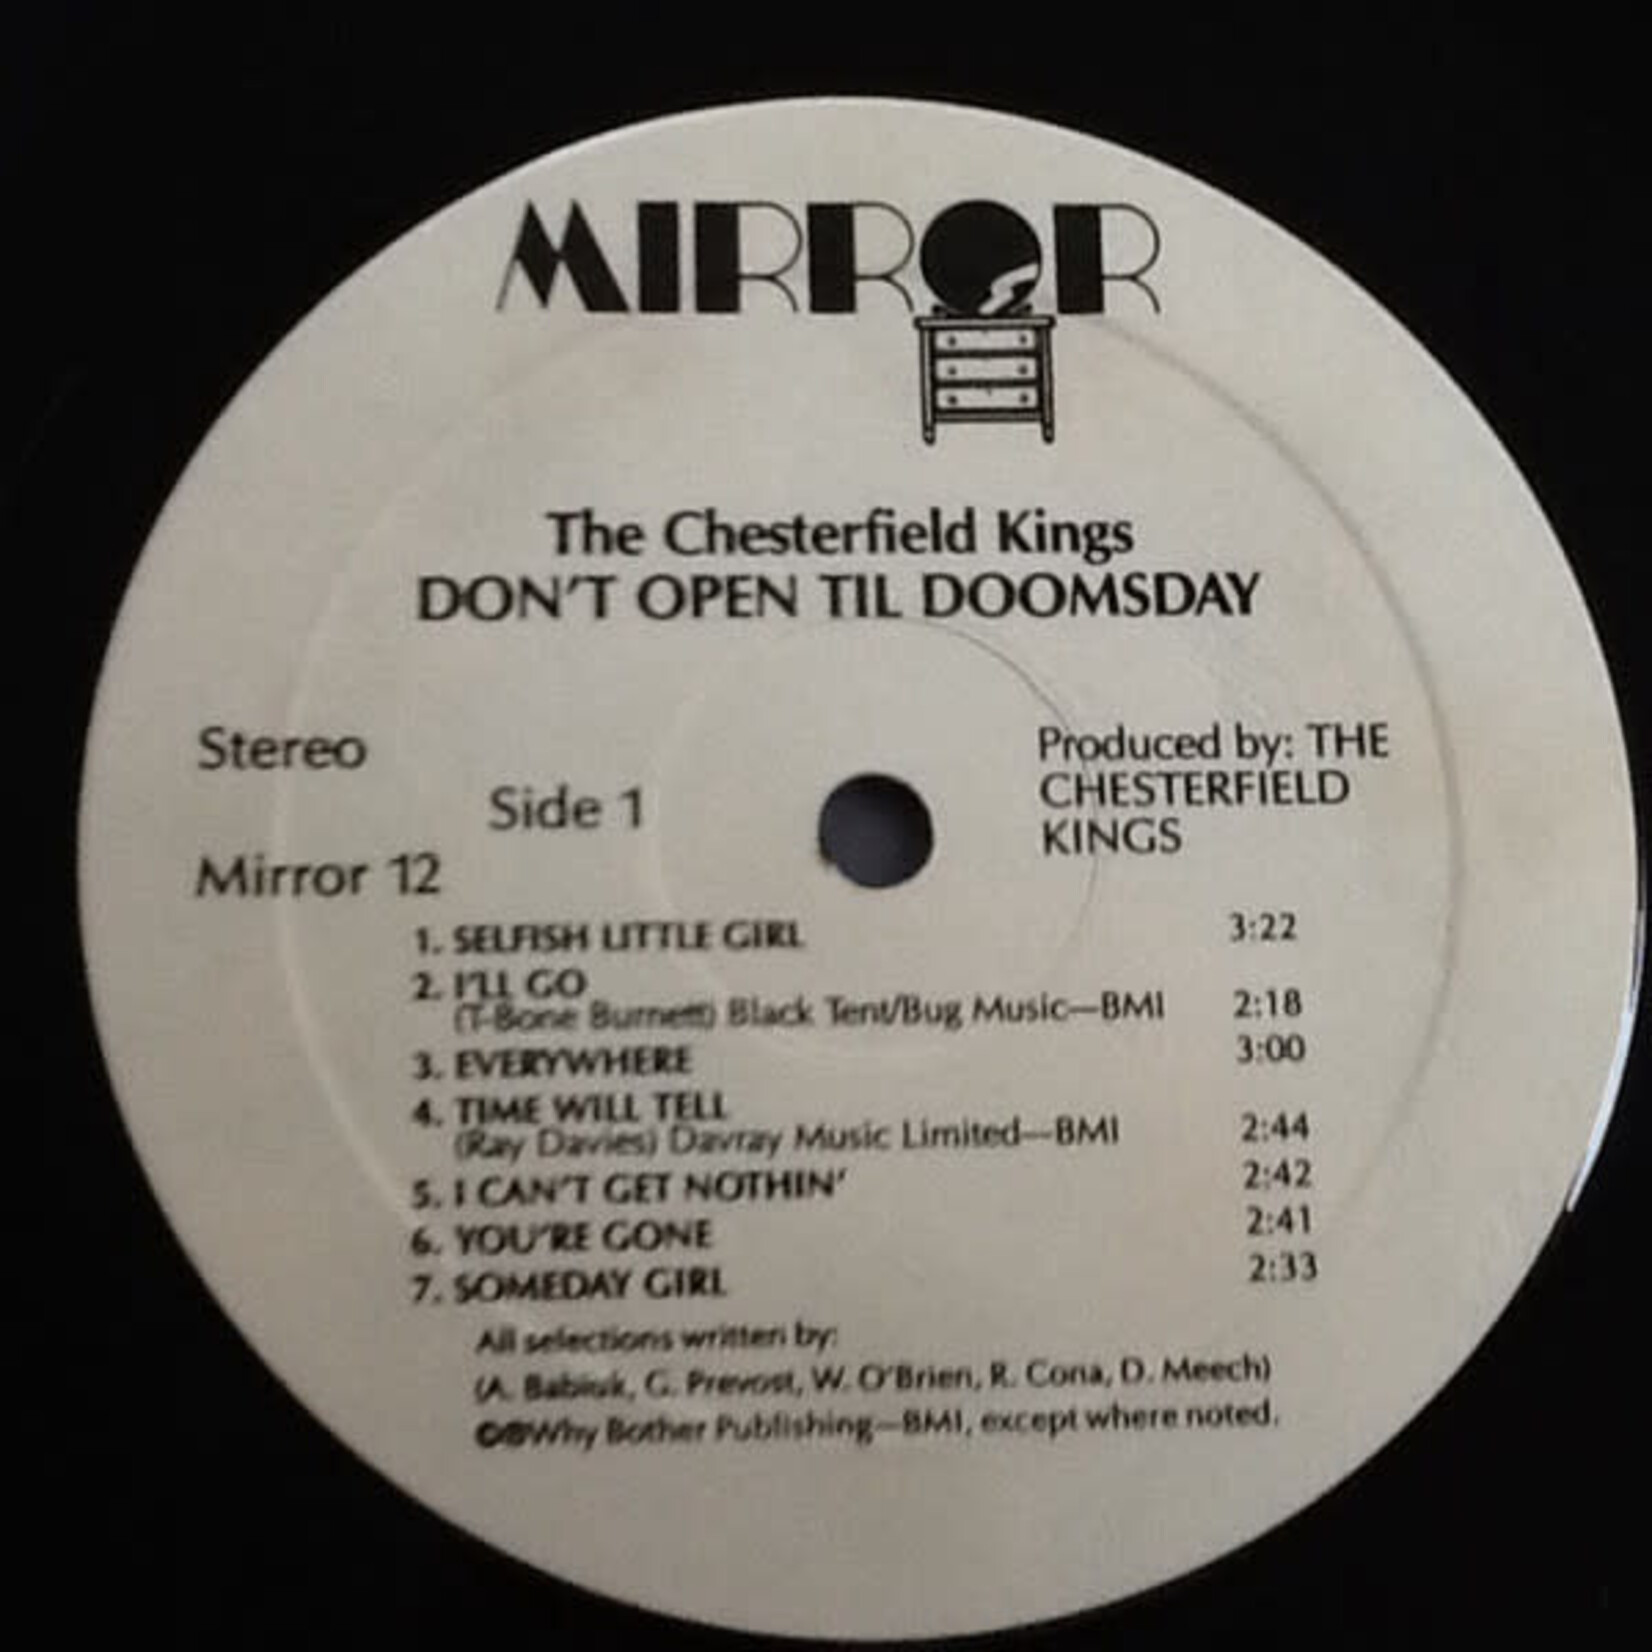 MIRROR
The Chesterfield Kings
DON'T OPEN TIL DOOMSDAY
Stereo
Side 1
Mirror 12
Produced by: THE
CHESTERFIELD
KINGS
1. SELFISH LITTLE GIRL 3:22
2. I'LL GO
(T-Bone Burnett) Black Tent/Bug Music—BMI 2:18
3. EVERYWHERE 3:00
4. TIME WILL TELL
(Ray Davies) Davray Music Limited—BMI 2:44
5. I CAN'T GET NOTHIN' 2:42
6. YOU'RE GONE 2:41
7. SOMEDAY GIRL 2:33
All selections written by:
(A. Babiuk, G. Prevost, W. O'Brien, R. Cona, D. Meech)
©℗Why Bother Publishing—BMI, except where noted.